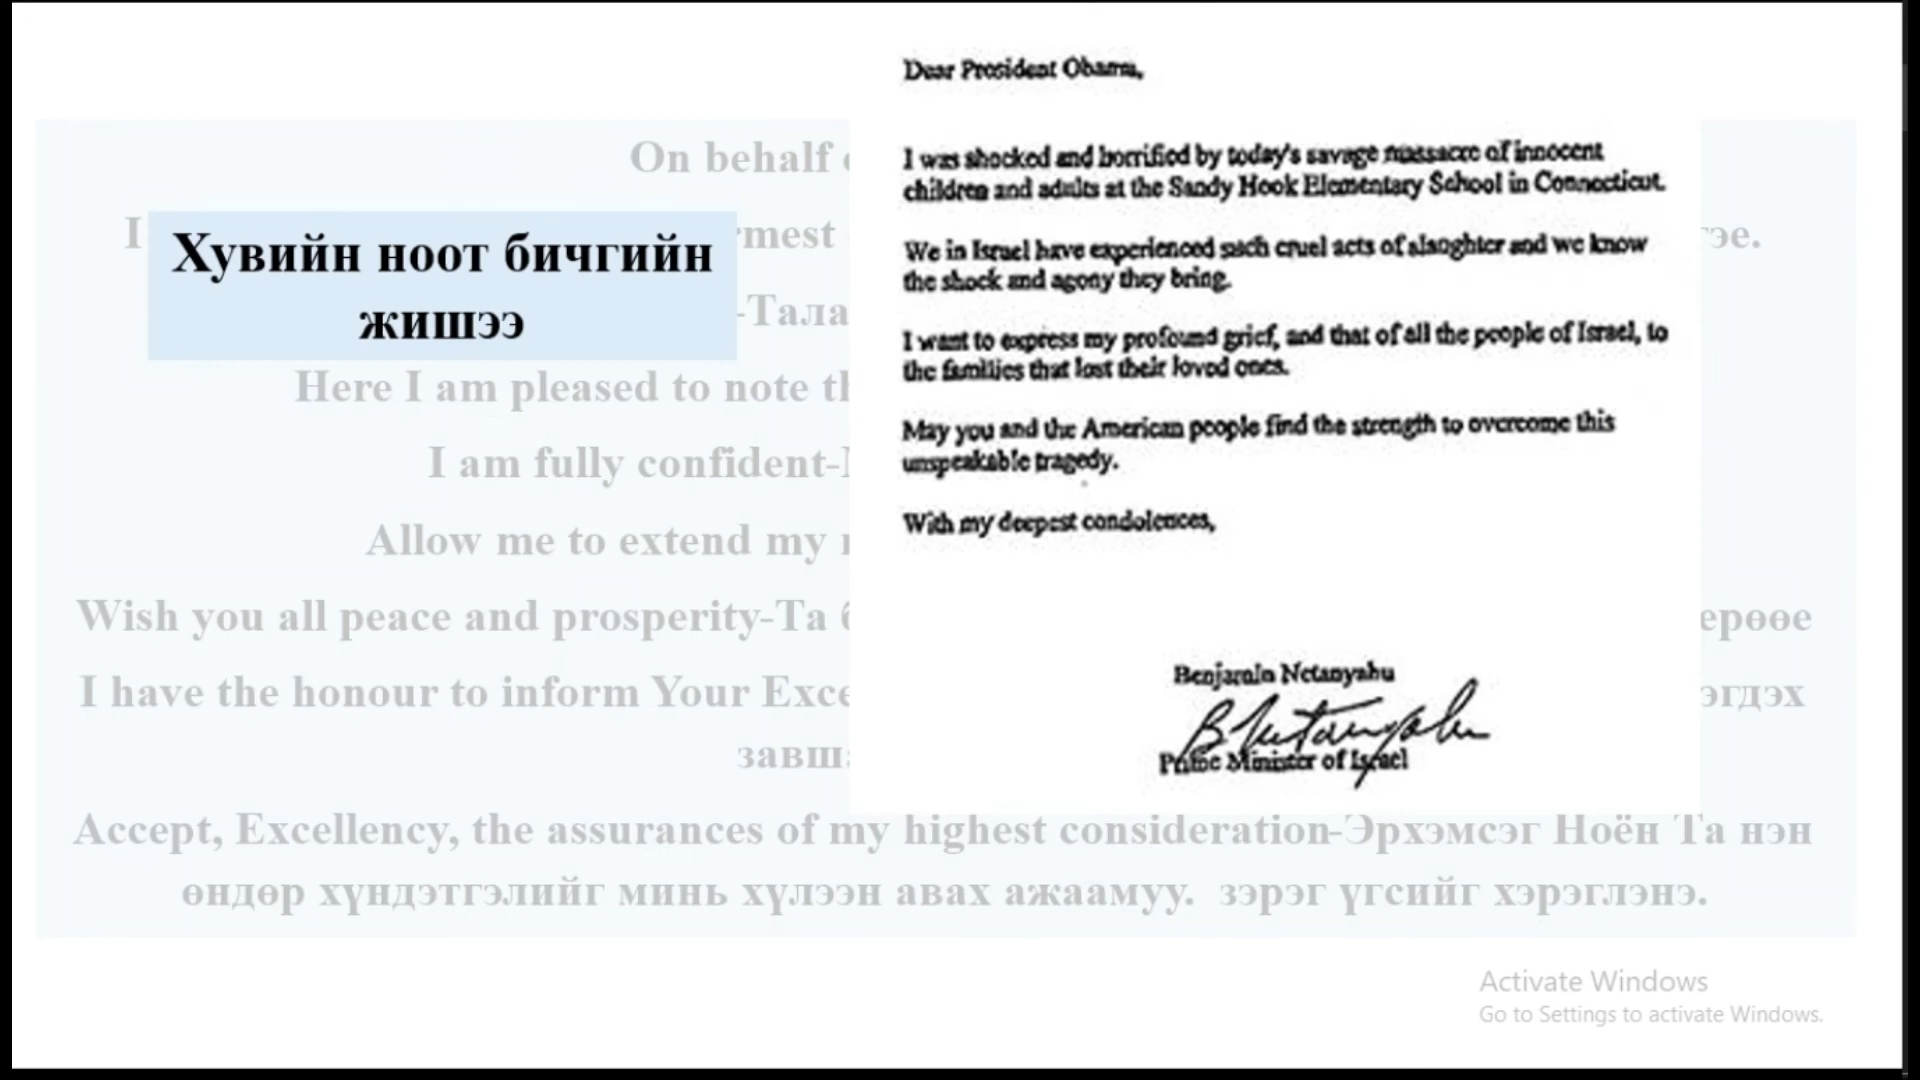 Dear President Obama,
I was shocked and horrified by today's savage massacre of innocent
children and adults at the Sandy Hook Elementary School in Connecticut.
We in Israel have experienced such cruel acts of slaughter and we know
the shock and agony they bring.
I want to express my profound grief, and that of all the people of Israel, to
the families that lost their loved ones.
May you and the American people find the strength to overcome this
unspeakable tragedy.
With my deepest condolences,
Benjamin Netanyahu
Prime Minister of Israel
Хувийн ноот бичгийн
жишээ
On behalf
I
-Тала
Here I am pleased to note
I am fully confident-
Allow me to extend my
Wish you all peace and prosperity-Та
I have the honour to inform Your
эгдэх
Accept, Excellency, the assurances of my highest consideration-Эрхэмсэг Ноён Та нэн
өндөр хүндэтгэлийг минь хүлээн авах ажаамуу. зэрэг үгсийг хэрэглэнэ.
Activate Windows
Go to Settings to activate Windows.